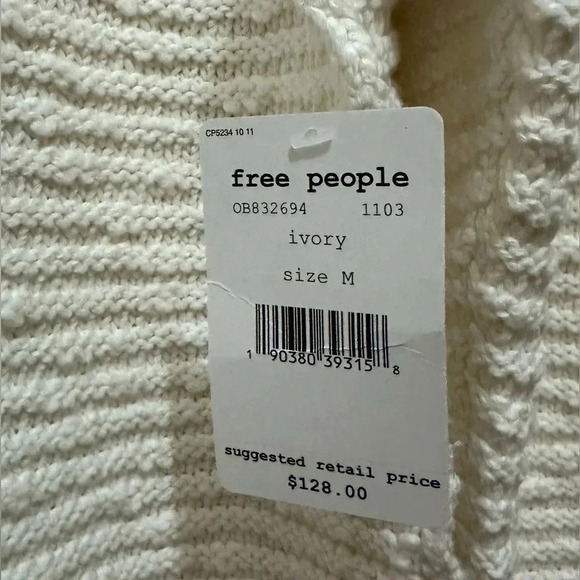 CP5234 10 11
free people
OB832694 1103
ivory
size M
1 90380 39315 8
suggested retail price
$128.00